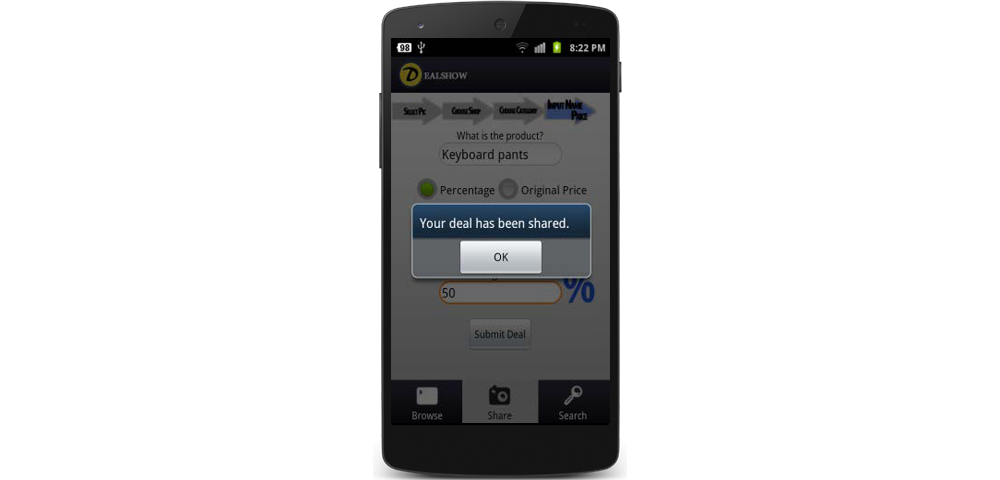 98 8:22 PM
DEALSHOW
Select Pic Choose Shop Choose Category Input Name
Price
What is the product?
Keyboard pants
Percentage Original Price
Your deal has been shared.
OK
50 %
Submit Deal
Browse Share Search